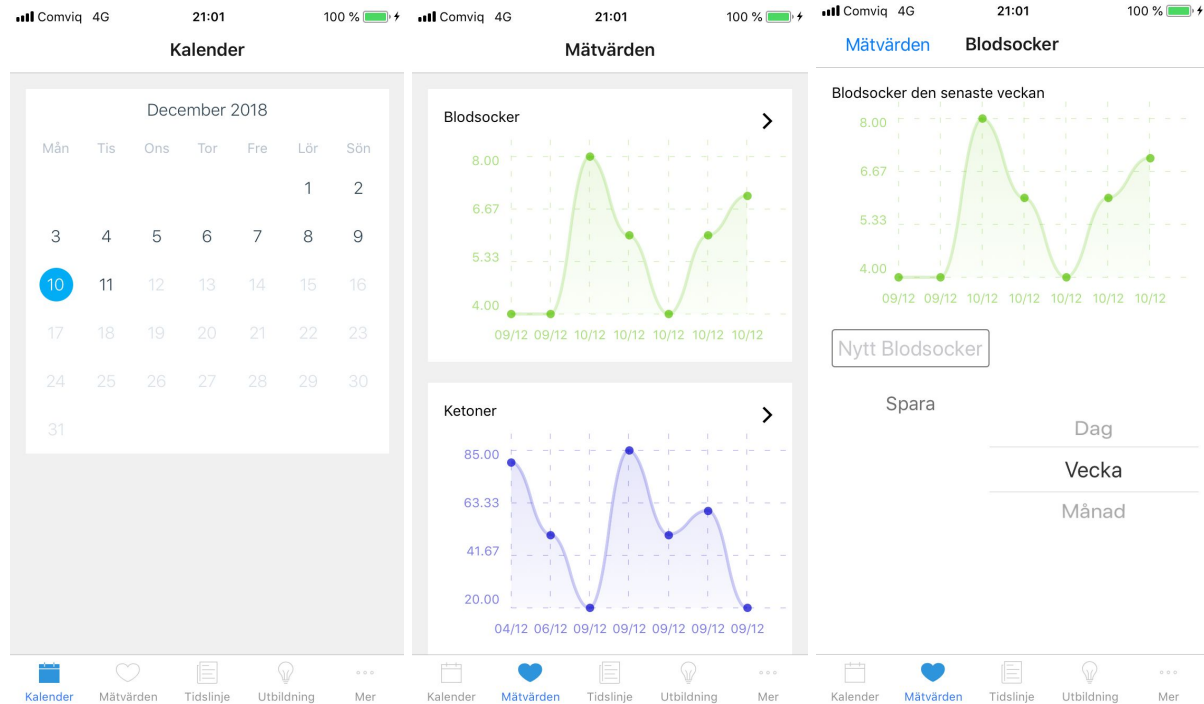 Comviq 4G 21:01 100 %
Kalender
December 2018
Mån Tis Ons Tor Fre Lör Sön
1 2
3 4 5 6 7 8 9
10 11 12 13 14 15 16
17 18 19 20 21 22 23
24 25 26 27 28 29 30
31
Kalender Mätvärden Tidslinje Utbildning Mer
Comviq 4G 21:01 100 %
Mätvärden
Blodsocker
8.00
6.67
5.33
4.00
09/12 09/12 10/12 10/12 10/12 10/12 10/12
Ketoner
85.00
63.33
41.67
20.00
04/12 06/12 09/12 09/12 09/12 09/12 09/12
Kalender Mätvärden Tidslinje Utbildning Mer
Comviq 4G 21:01 100 %
Mätvärden Blodsocker
Blodsocker den senaste veckan
8.00
6.67
5.33
4.00
09/12 09/12 10/12 10/12 10/12 10/12 10/12
Nytt Blodsocker
Spara
Dag
Vecka
Månad
Kalender Mätvärden Tidslinje Utbildning Mer